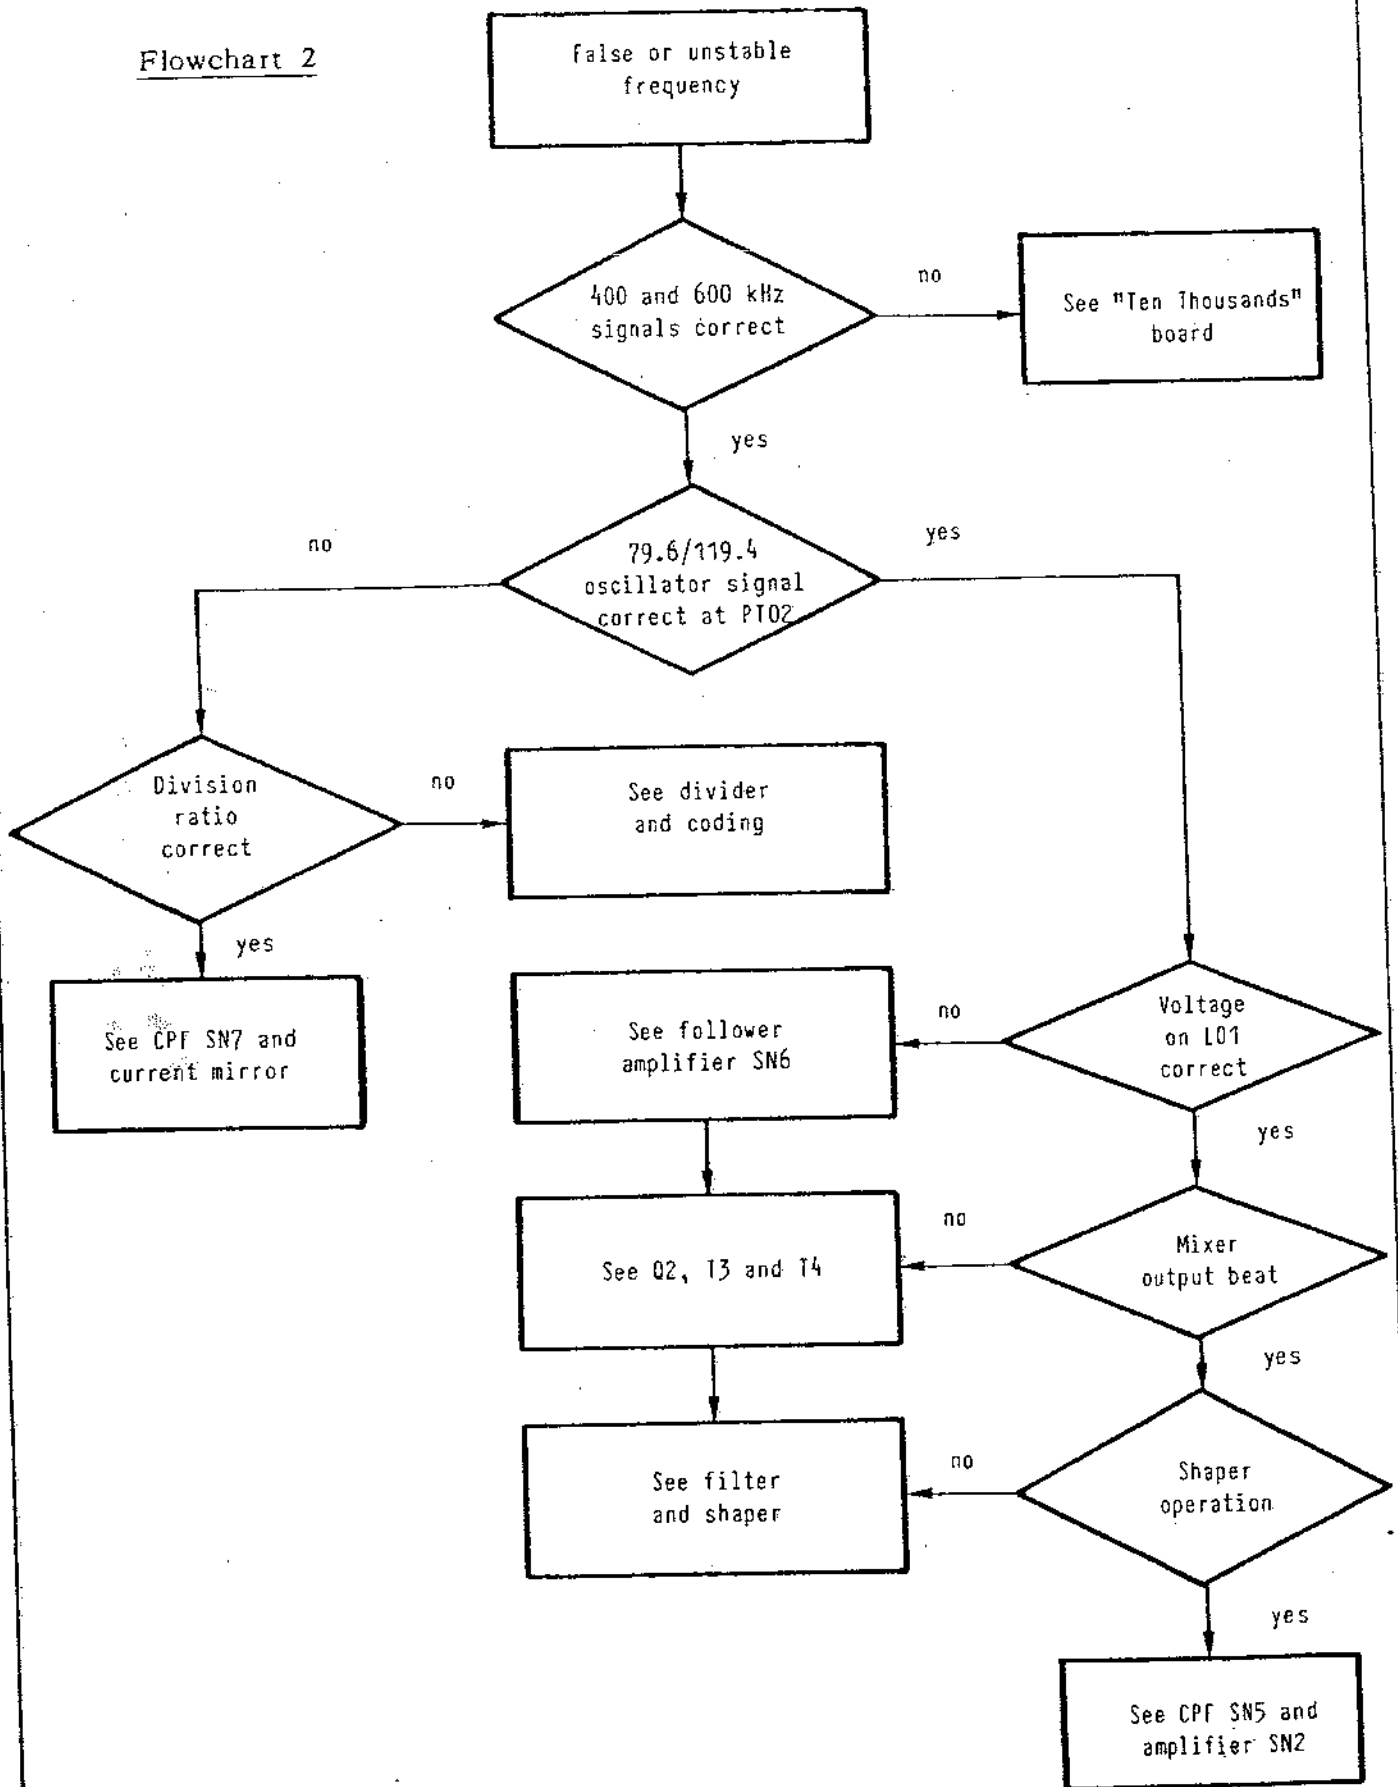 Flowchart 2
false or unstable
frequency
400 and 600 kHz
signals correct
no
See "Ten Thousands"
board
yes
79.6/119.4
oscillator signal
correct at PT02
no
yes
Division
ratio
correct
no
See divider
and coding
yes
See CPF SN7 and
current mirror
Voltage
on L01
correct
no
See follower
amplifier SN6
yes
Mixer
output beat
no
See Q2, T3 and T4
yes
Shaper
operation
no
See filter
and shaper
yes
See CPF SN5 and
amplifier SN2